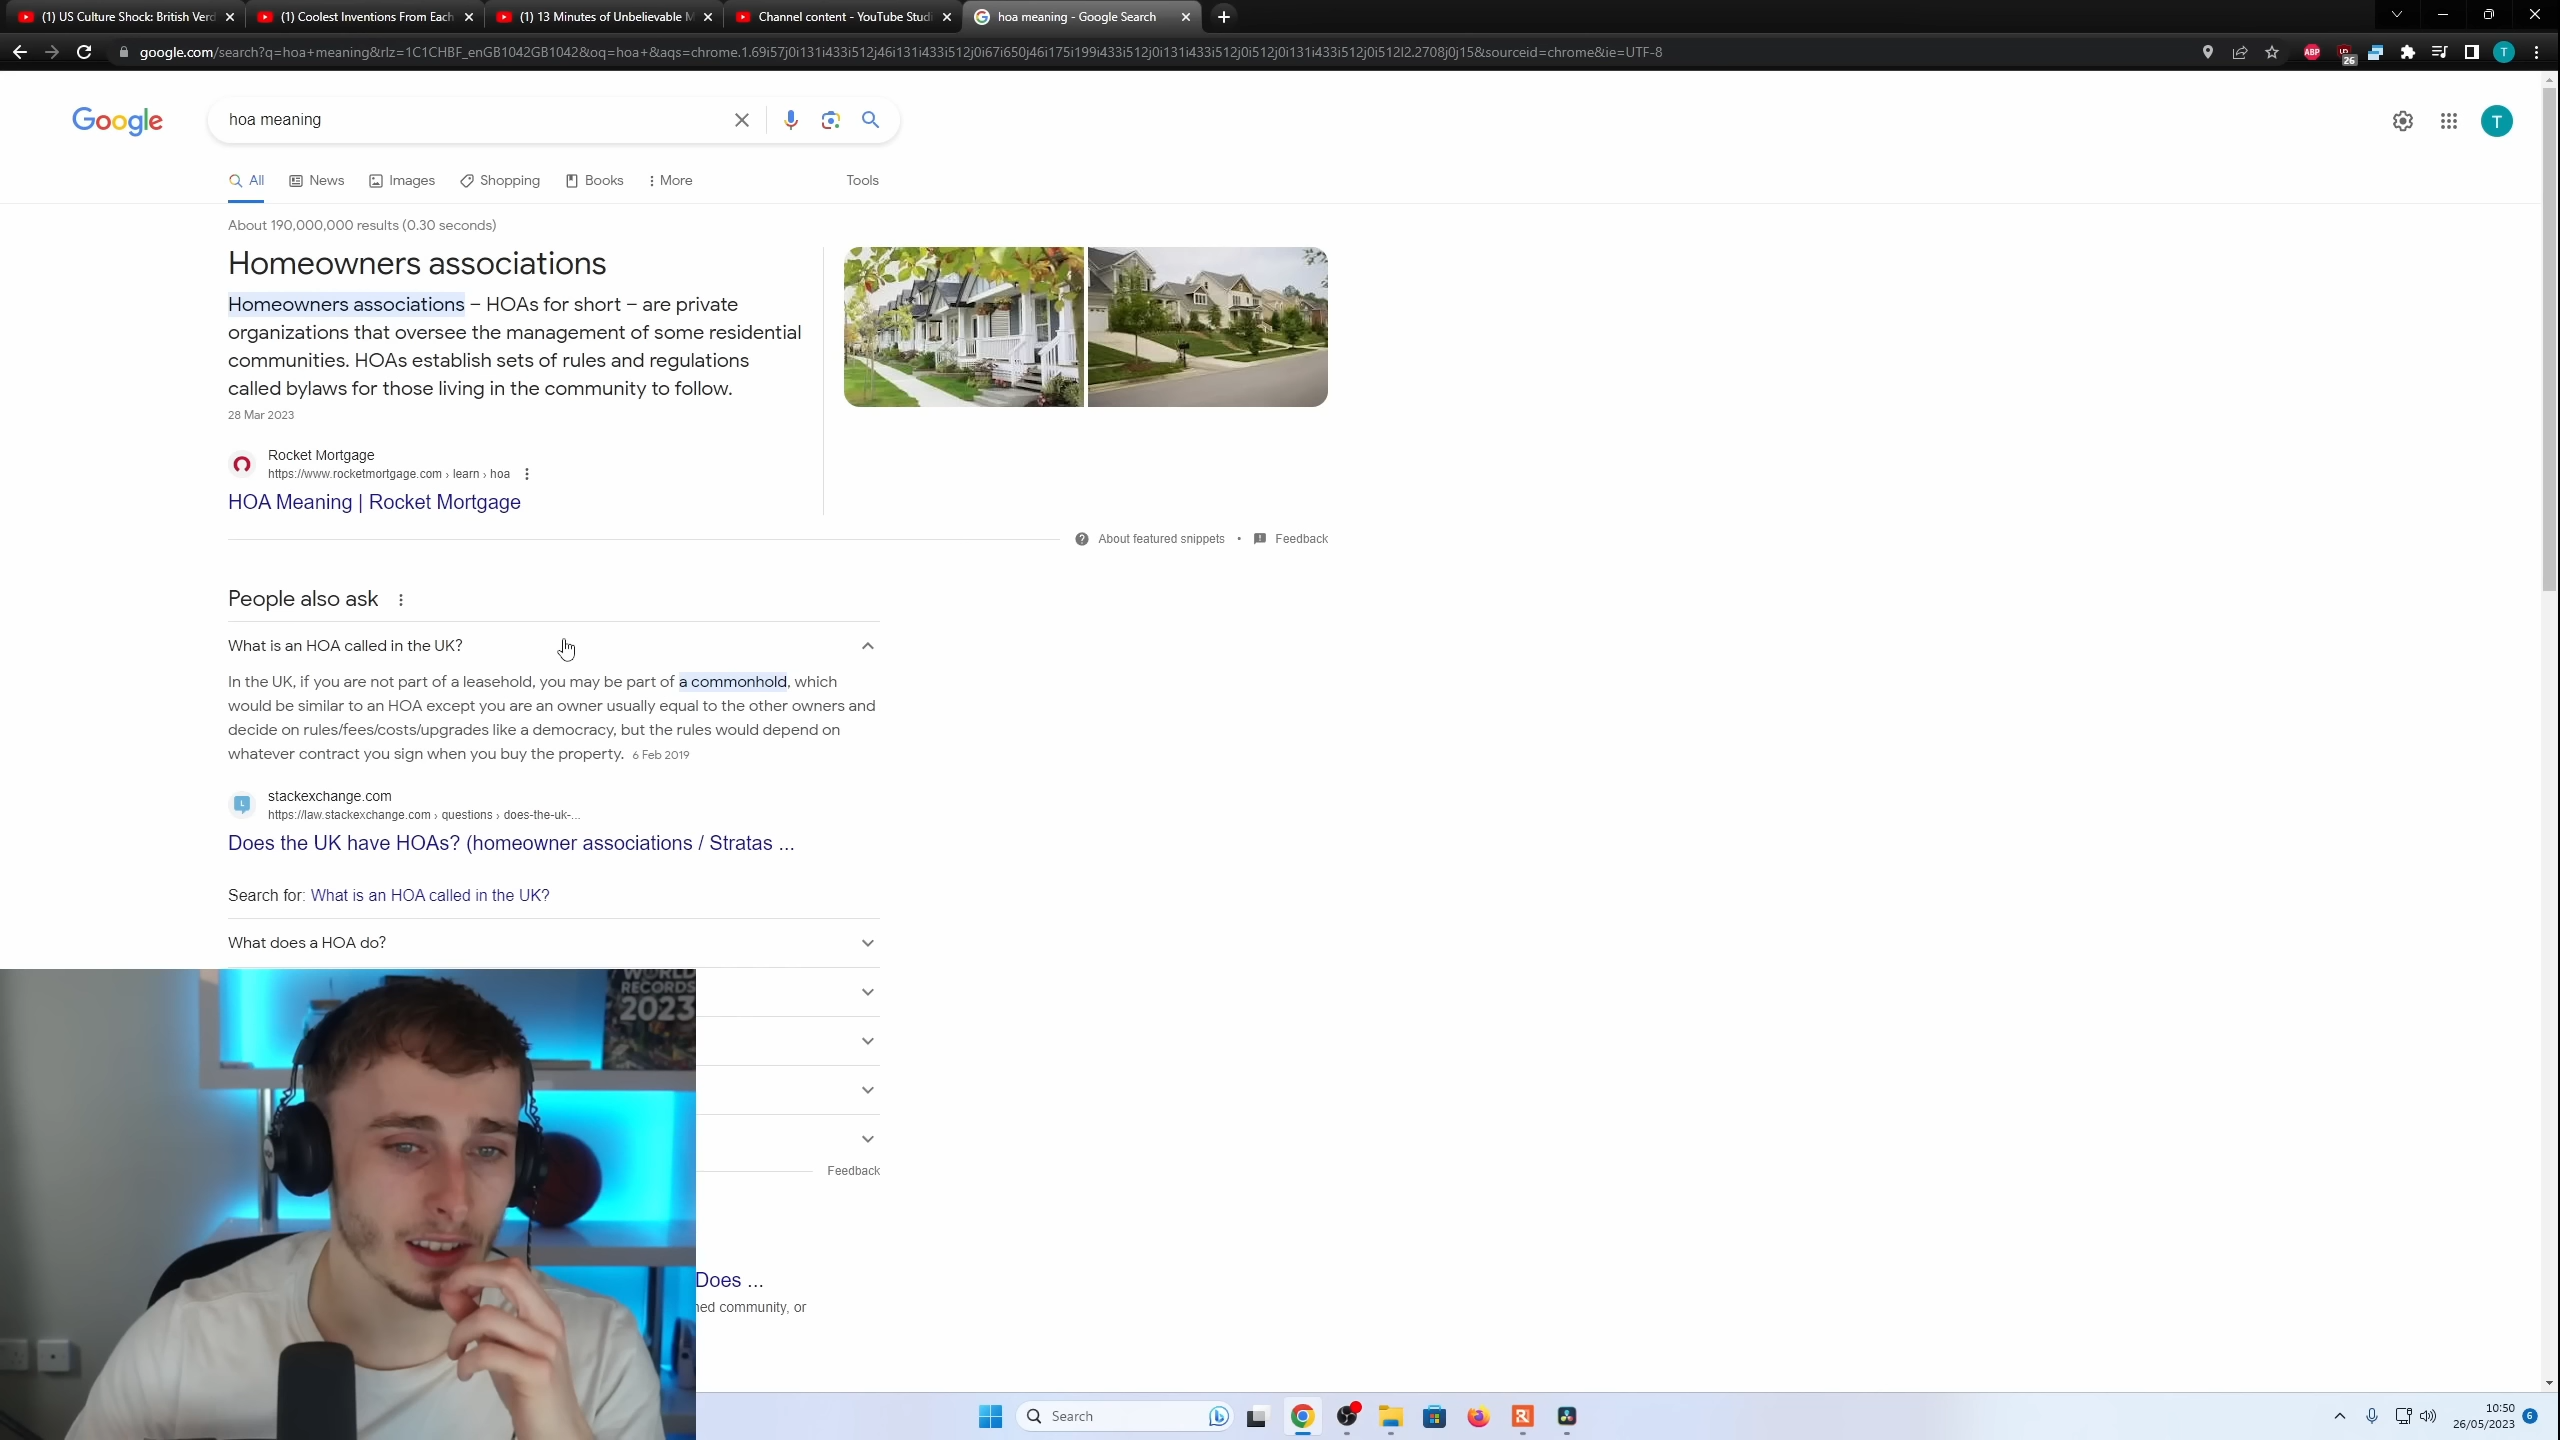 (1) US Culture Shock: British Verd
(1) Coolest Inventions From Each
(1) 13 Minutes of Unbelievable M
Channel content - YouTube Studi
hoa meaning - Google Search
google.com/search?q=hoa+meaning&rlz=1C1CHBF_enGB1042GB1042&oq=hoa+&aqs=chrome.1.69i57j0i131i433i512j46i131i433i512j0i67i650j46i175i199i433i512j0i131i433i512j0i512j0i131i433i512j0i512l2.2708j0j15&sourceid=chrome&ie=UTF-8
ABP
26
T
Google
hoa meaning
T
All
News
Images
Shopping
Books
More
Tools
About 190,000,000 results (0.30 seconds)
Homeowners associations
Homeowners associations – HOAs for short – are private
organizations that oversee the management of some residential
communities. HOAs establish sets of rules and regulations
called bylaws for those living in the community to follow.
28 Mar 2023
Rocket Mortgage
https://www.rocketmortgage.com › learn › hoa
HOA Meaning | Rocket Mortgage
About featured snippets • Feedback
People also ask
What is an HOA called in the UK?
In the UK, if you are not part of a leasehold, you may be part of a commonhold, which
would be similar to an HOA except you are an owner usually equal to the other owners and
decide on rules/fees/costs/upgrades like a democracy, but the rules would depend on
whatever contract you sign when you buy the property. 6 Feb 2019
stackexchange.com
https://law.stackexchange.com › questions › does-the-uk-...
Does the UK have HOAs? (homeowner associations / Stratas ...
Search for: What is an HOA called in the UK?
What does a HOA do?
WORLD
RECORDS
2023
Feedback
Does ...
ned community, or
Search
10:50
26/05/2023
6